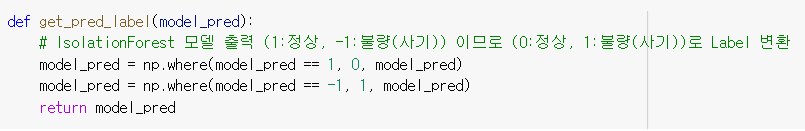 def get_pred_label(model_pred):
    # IsolationForest 모델 출력 (1:정상, -1:불량(사기)) 이므로 (0:정상, 1:불량(사기))로 Label 변환
    model_pred = np.where(model_pred == 1, 0, model_pred)
    model_pred = np.where(model_pred == -1, 1, model_pred)
    return model_pred